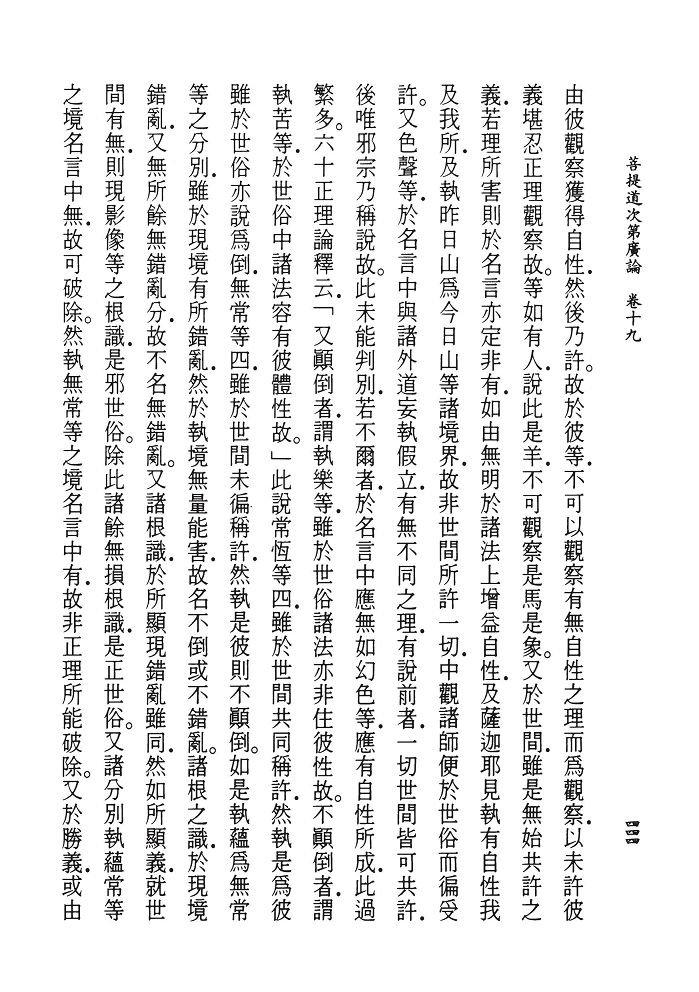 菩提道次第廣論　卷十九
四四四
由彼觀察獲得自性．然後乃許。故於彼等．不可以觀察有無自性之理而爲觀察．以未許彼
義堪忍正理觀察故。等如有人．說此是羊．不可觀察是馬是象。又於世間．雖是無始共許之
義．若理所害則於名言亦定非有．如由無明於諸法上增益自性．及薩迦耶見執有自性我
及我所．及執昨日山爲今日山等諸境界．故非世間所許一切．中觀諸師便於世俗而徧受
許。又色聲等．於名言中與諸外道妄執假立．有無不同之理．有說前者．一切世間皆可共許．
後唯邪宗乃稱說故。此未能判別．若不爾者．於名言中應無如幻色等．應有自性所成．此過
繁多。六十正理論釋云．「又顚倒者．謂執樂等．雖於世俗諸法亦非住彼性故。不顚倒者．謂
執苦等．於世俗中諸法容有彼體性故。」此說常恆等四．雖於世間共同稱許．然執是爲彼
雖於世俗亦說爲倒．無常等四．雖於世間未徧稱許．然執是彼則不顚倒。如是執蘊爲無常
等之分別．雖於現境有所錯亂．然於執境無量能害．故名不倒或不錯亂。諸根之識．於現境
錯亂．又無所餘無錯亂分．故不名無錯亂。又諸根識．於所顯現錯亂雖同．然如所顯義．就世
間有無．則現影像等之根識．是邪世俗。除此諸餘無損根識．是正世俗。又諸分別執蘊常等
之境名言中無．故可破除。然執無常等之境名言中有．故非正理所能破除。又於勝義．或由